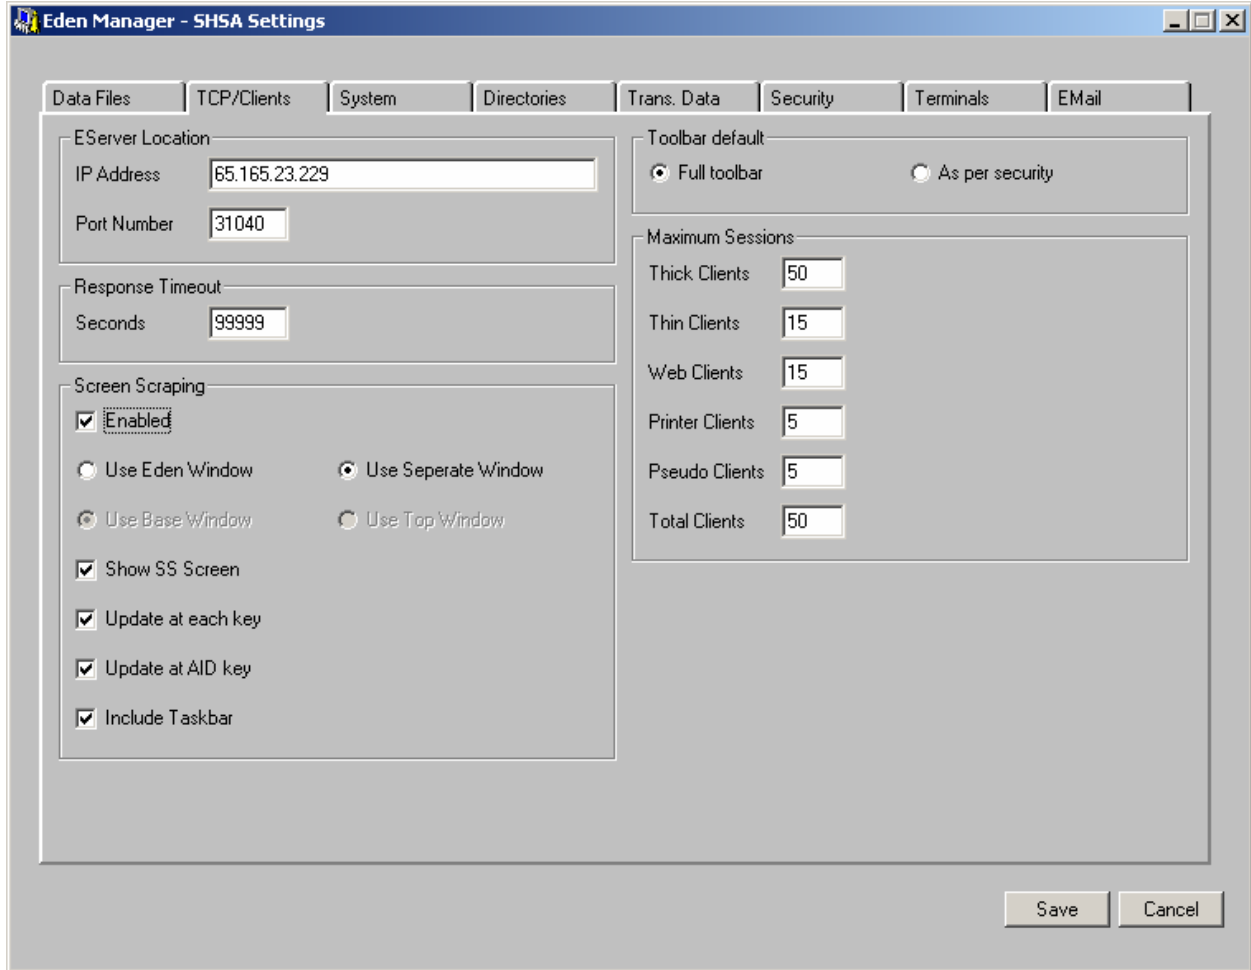 Eden Manager - SHSA Settings
Data Files TCP/Clients System Directories Trans. Data Security Terminals EMail
EServer Location
IP Address 65.165.23.229
Port Number 31040
Response Timeout
Seconds 99999
Screen Scraping
Enabled
Use Eden Window Use Seperate Window
Use Base Window Use Top Window
Show SS Screen
Update at each key
Update at AID key
Include Taskbar
Toolbar default
Full toolbar As per security
Maximum Sessions
Thick Clients 50
Thin Clients 15
Web Clients 15
Printer Clients 5
Pseudo Clients 5
Total Clients 50
Save Cancel